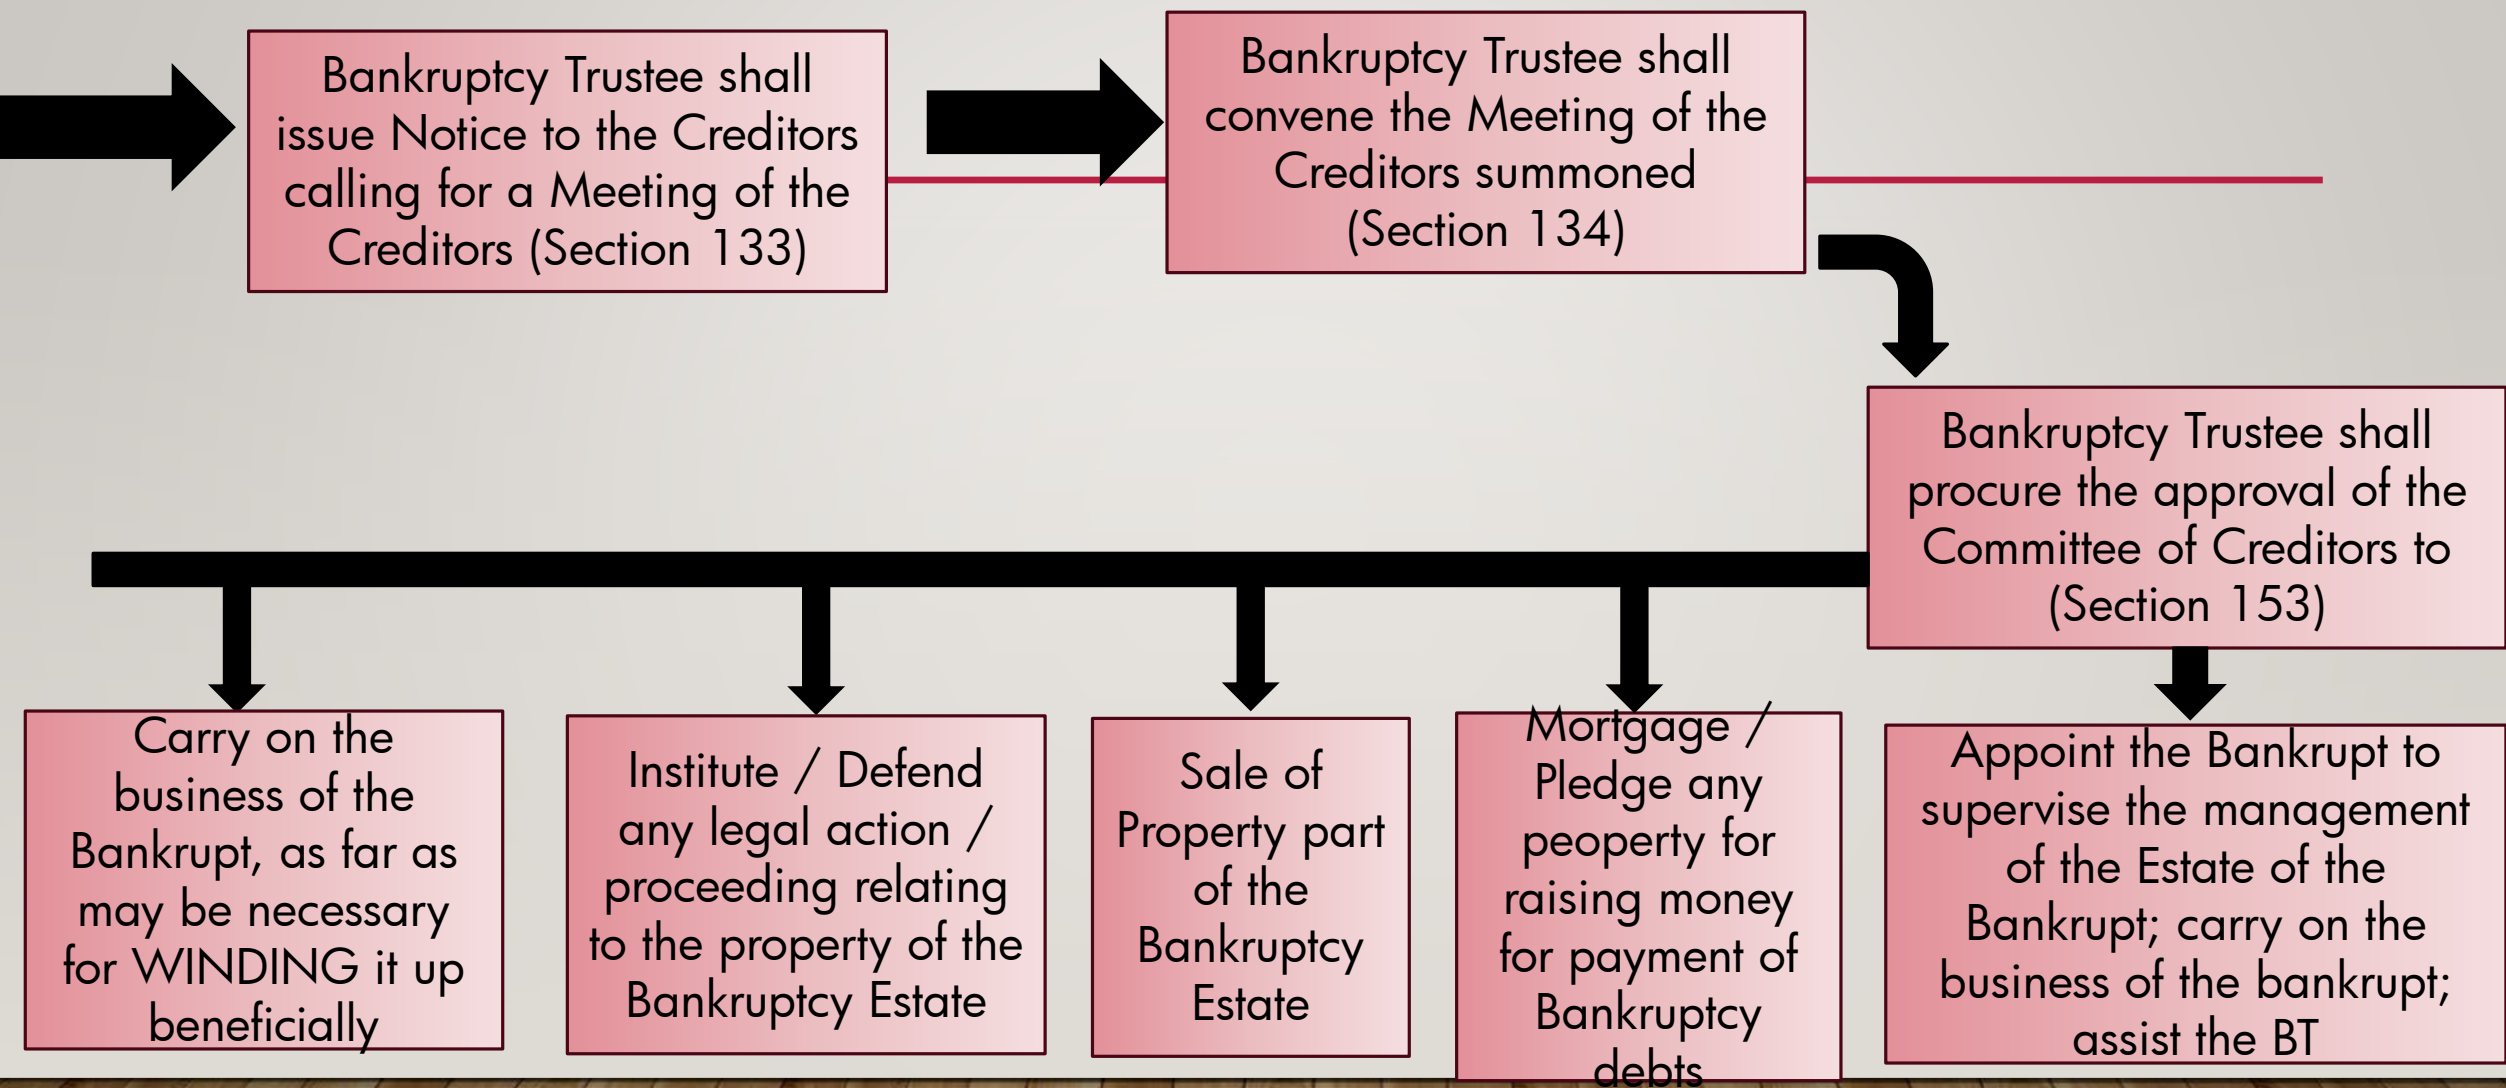 Bankruptcy Trustee shall
issue Notice to the Creditors
calling for a Meeting of the
Creditors (Section 133)
Bankruptcy Trustee shall
convene the Meeting of the
Creditors summoned
(Section 134)
Bankruptcy Trustee shall
procure the approval of the
Committee of Creditors to
(Section 153)
Carry on the
business of the
Bankrupt, as far as
may be necessary
for WINDING it up
beneficially
Institute / Defend
any legal action /
proceeding relating
to the property of the
Bankruptcy Estate
Sale of
Property part
of the
Bankruptcy
Estate
Mortgage /
Pledge any
peoperty for
raising money
for payment of
Bankruptcy
debts
Appoint the Bankrupt to
supervise the management
of the Estate of the
Bankrupt; carry on the
business of the bankrupt;
assist the BT